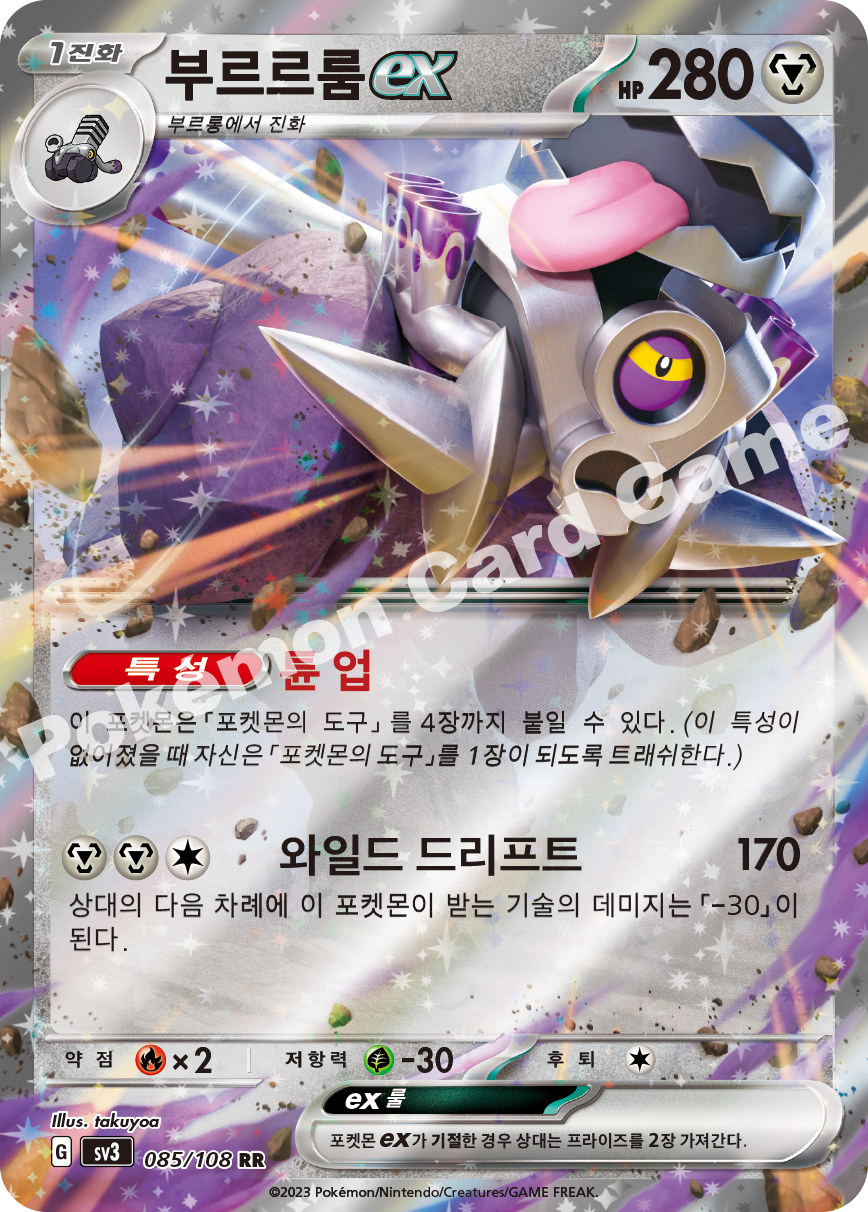 1진화 부르르룸 ex HP 280
부르롱에서 진화
Pokémon Card Game
특성 튠 업
이 포켓몬은 「포켓몬의 도구」를 4장까지 붙일 수 있다. (이 특성이
없어졌을 때 자신은 「포켓몬의 도구」를 1장이 되도록 트래쉬한다.)
와일드 드리프트 170
상대의 다음 차례에 이 포켓몬이 받는 기술의 데미지는 「-30」이
된다.
약점 ×2 저항력 -30 후퇴
ex 룰
포켓몬 ex가 기절한 경우 상대는 프라이즈를 2장 가져간다.
Illus. takuyoa
G sv3 085/108 RR
©2023 Pokémon/Nintendo/Creatures/GAME FREAK.